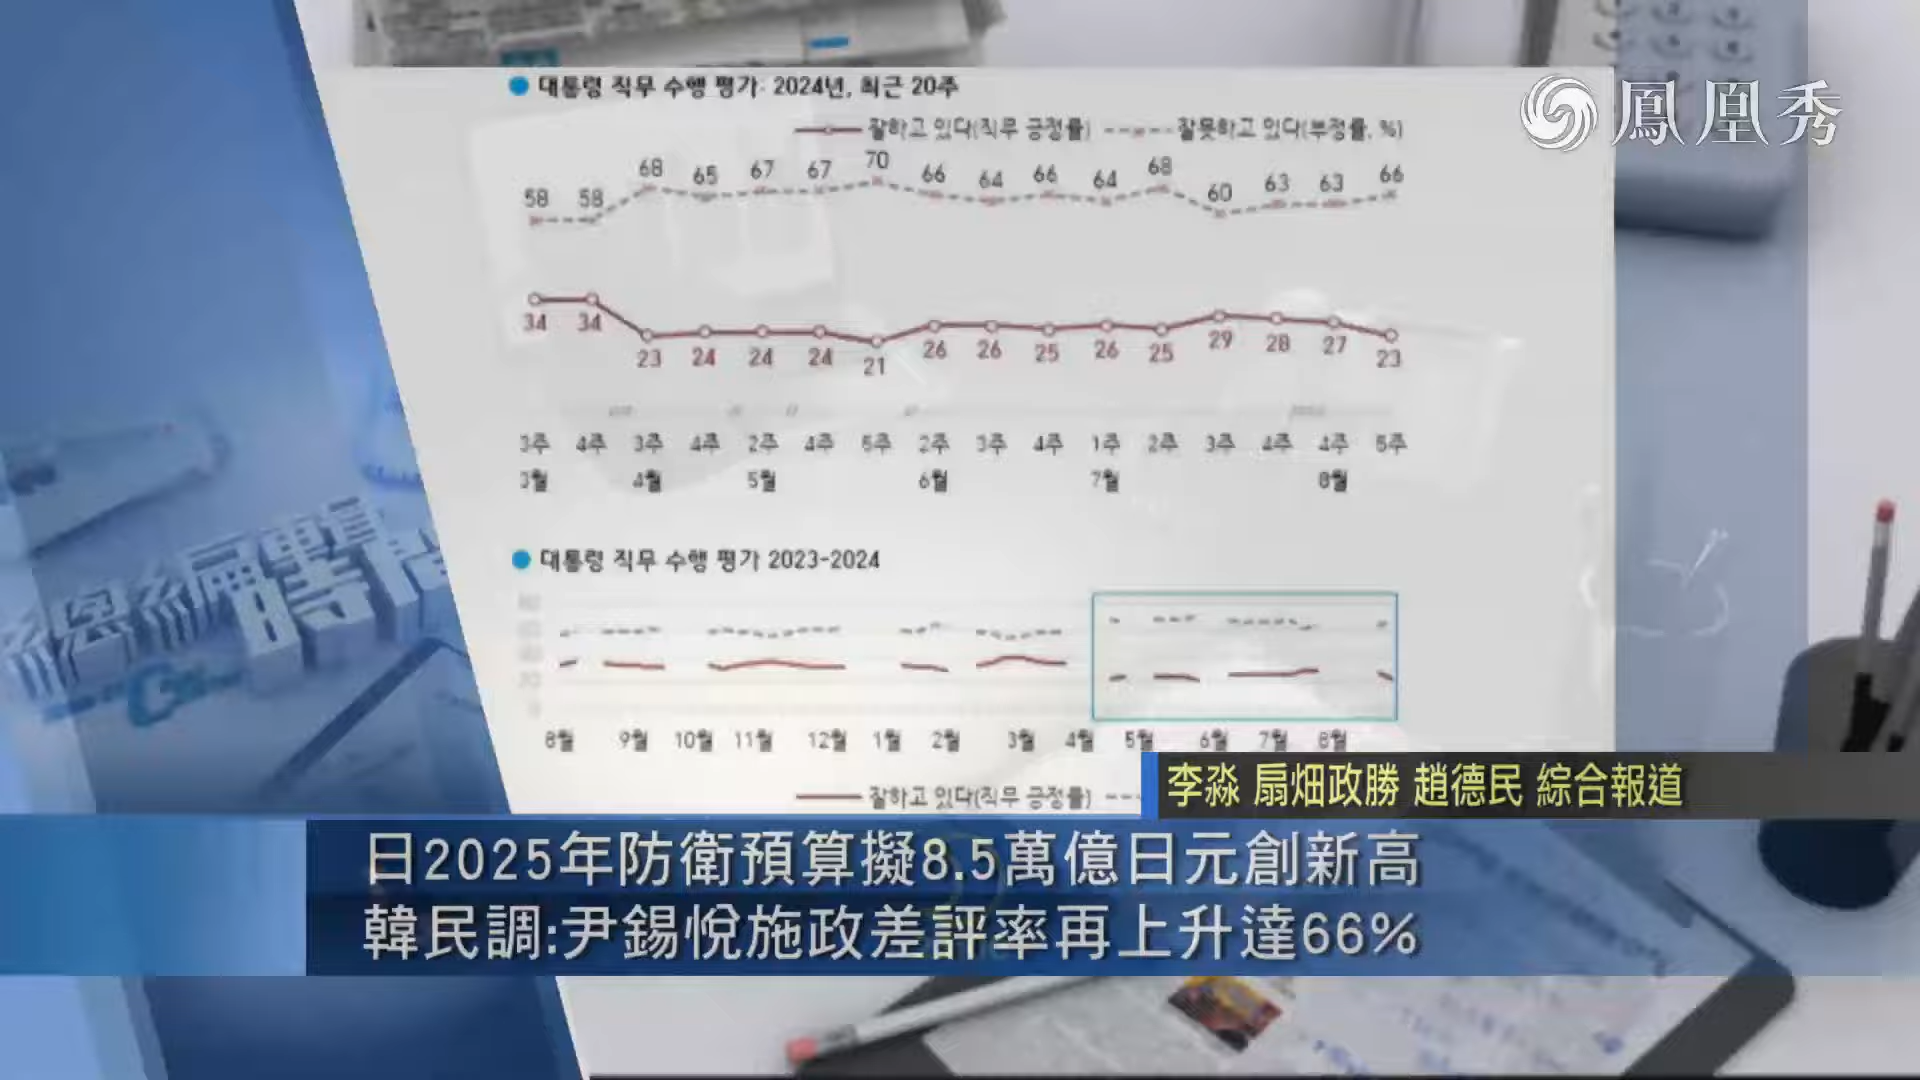 대통령 직무 수행 평가: 2024년, 최근 20주
鳳凰秀
잘하고 있다(직무 긍정률) 잘못하고 있다(부정률, %)
58 58 68 65 67 67 70 66 64 66 64 68 60 63 63 66
34 34 23 24 24 24 21 26 26 25 26 25 29 28 27 23
3주 4주 3주 4주 2주 4주 5주 2주 3주 4주 1주 2주 3주 4주 4주 5주
3월 4월 5월 6월 7월 8월
대통령 직무 수행 평가 2023-2024
8월 9월 10월 11월 12월 1월 2월 3월 4월 5월 6월 7월 8월
잘하고 있다(직무 긍정률)
李淼 扇畑政勝 趙德民 綜合報道
日2025年防衛預算擬8.5萬億日元創新高
韓民調:尹錫悅施政差評率再上升達66%